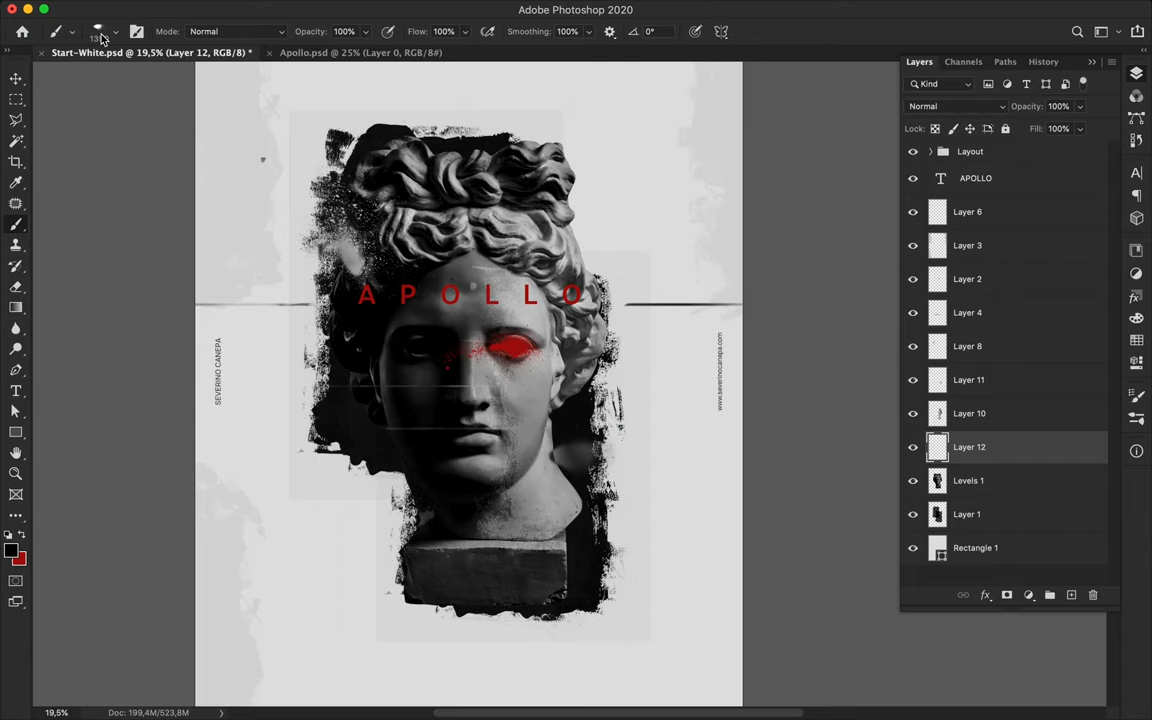 Adobe Photoshop 2020
Mode: Normal Opacity: 100% Flow: 100% Smoothing: 100% 0°
Start-White.psd @ 19,5% (Layer 12, RGB/8) * Apollo.psd @ 25% (Layer 0, RGB/8#)
Layers Channels Paths History
Kind
Normal Opacity: 100%
Lock: Fill: 100%
Layout
APOLLO
Layer 6
Layer 3
Layer 2
Layer 4
Layer 8
Layer 11
Layer 10
Layer 12
Levels 1
Layer 1
Rectangle 1
APOLLO
SEVERINO CANEPA
www.severinocanepa.com
19,5% Doc: 199,4M/523,8M